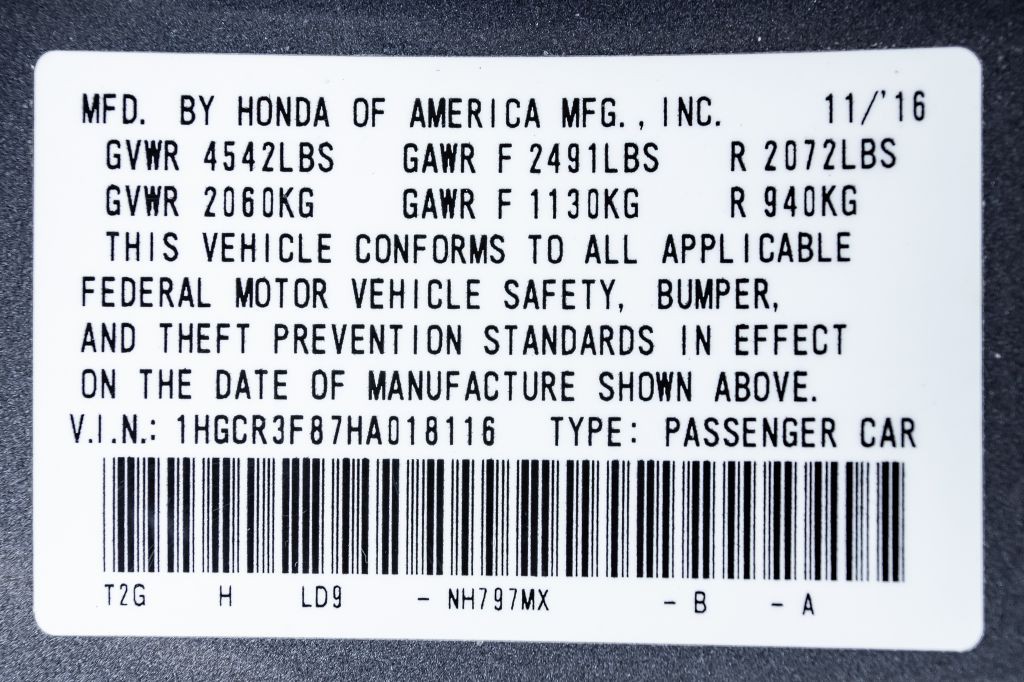 MFD. BY HONDA OF AMERICA MFG., INC. 11/'16
GVWR 4542LBS GAWR F 2491LBS R 2072LBS
GVWR 2060KG GAWR F 1130KG R 940KG
THIS VEHICLE CONFORMS TO ALL APPLICABLE
FEDERAL MOTOR VEHICLE SAFETY, BUMPER,
AND THEFT PREVENTION STANDARDS IN EFFECT
ON THE DATE OF MANUFACTURE SHOWN ABOVE.
V.I.N.: 1HGCR3F87HA018116 TYPE: PASSENGER CAR
T2G H LD9 - NH797MX - B - A